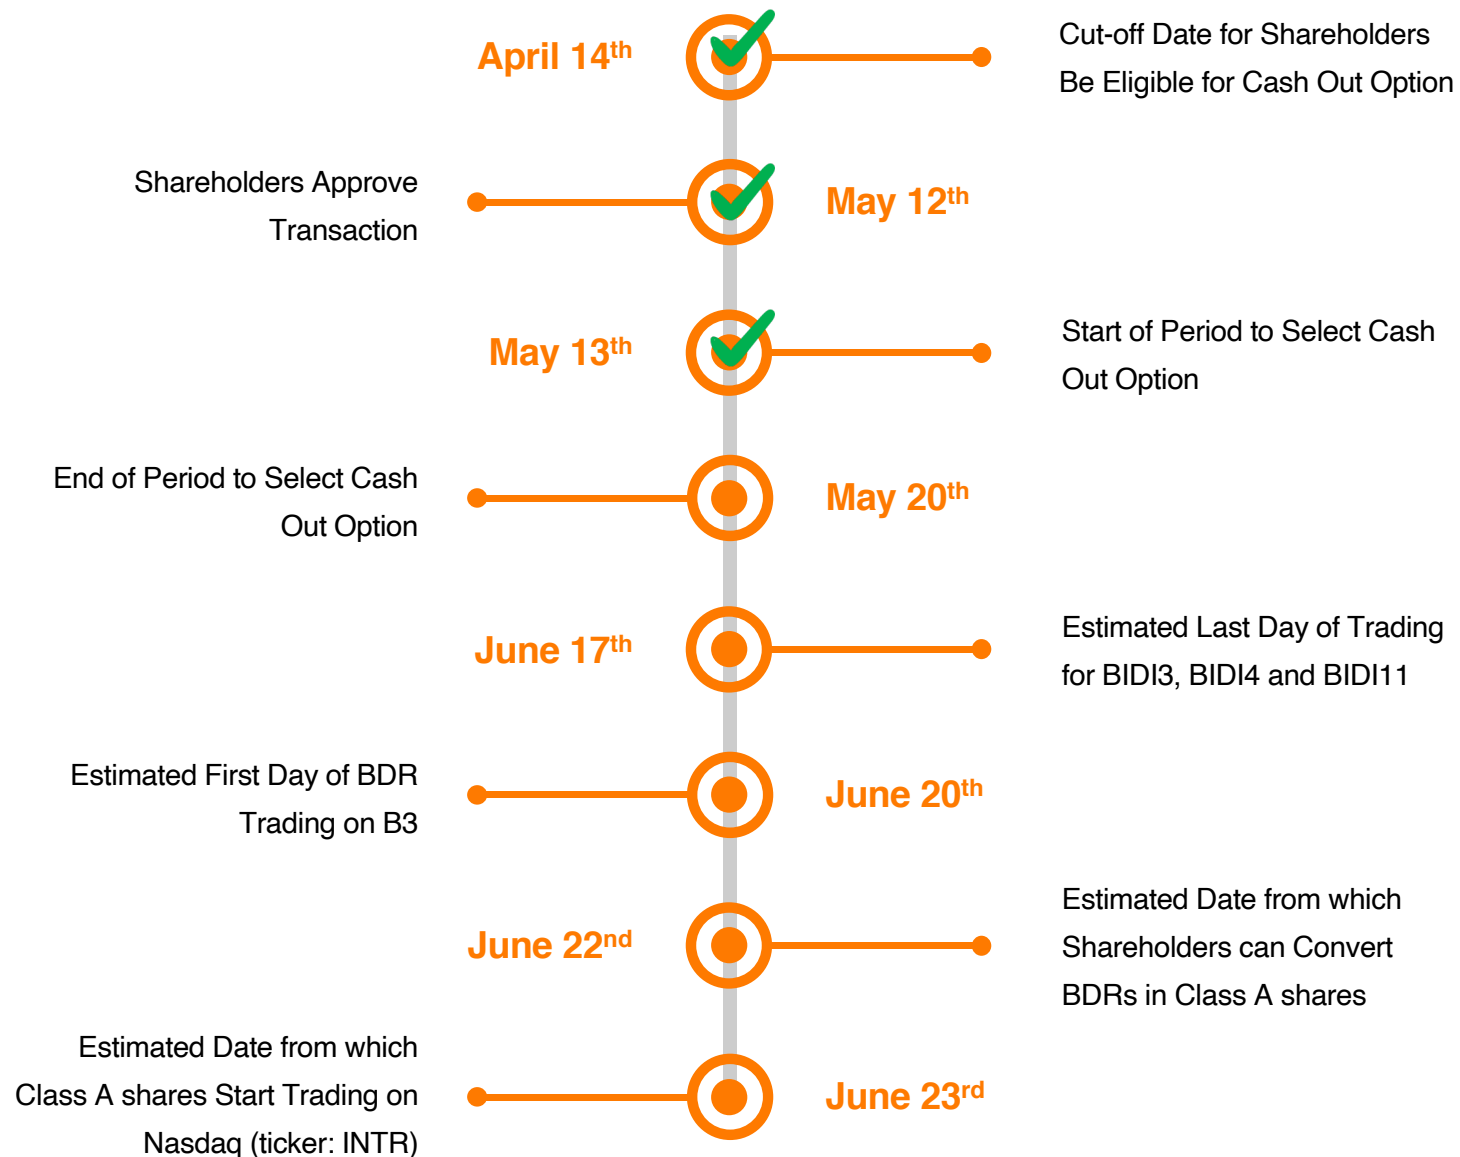 April 14th
Cut-off Date for Shareholders
Be Eligible for Cash Out Option
Shareholders Approve
Transaction
May 12th
May 13th
Start of Period to Select Cash
Out Option
End of Period to Select Cash
Out Option
May 20th
June 17th
Estimated Last Day of Trading
for BIDI3, BIDI4 and BIDI11
Estimated First Day of BDR
Trading on B3
June 20th
June 22nd
Estimated Date from which
Shareholders can Convert
BDRs in Class A shares
Estimated Date from which
Class A shares Start Trading on
Nasdaq (ticker: INTR)
June 23rd